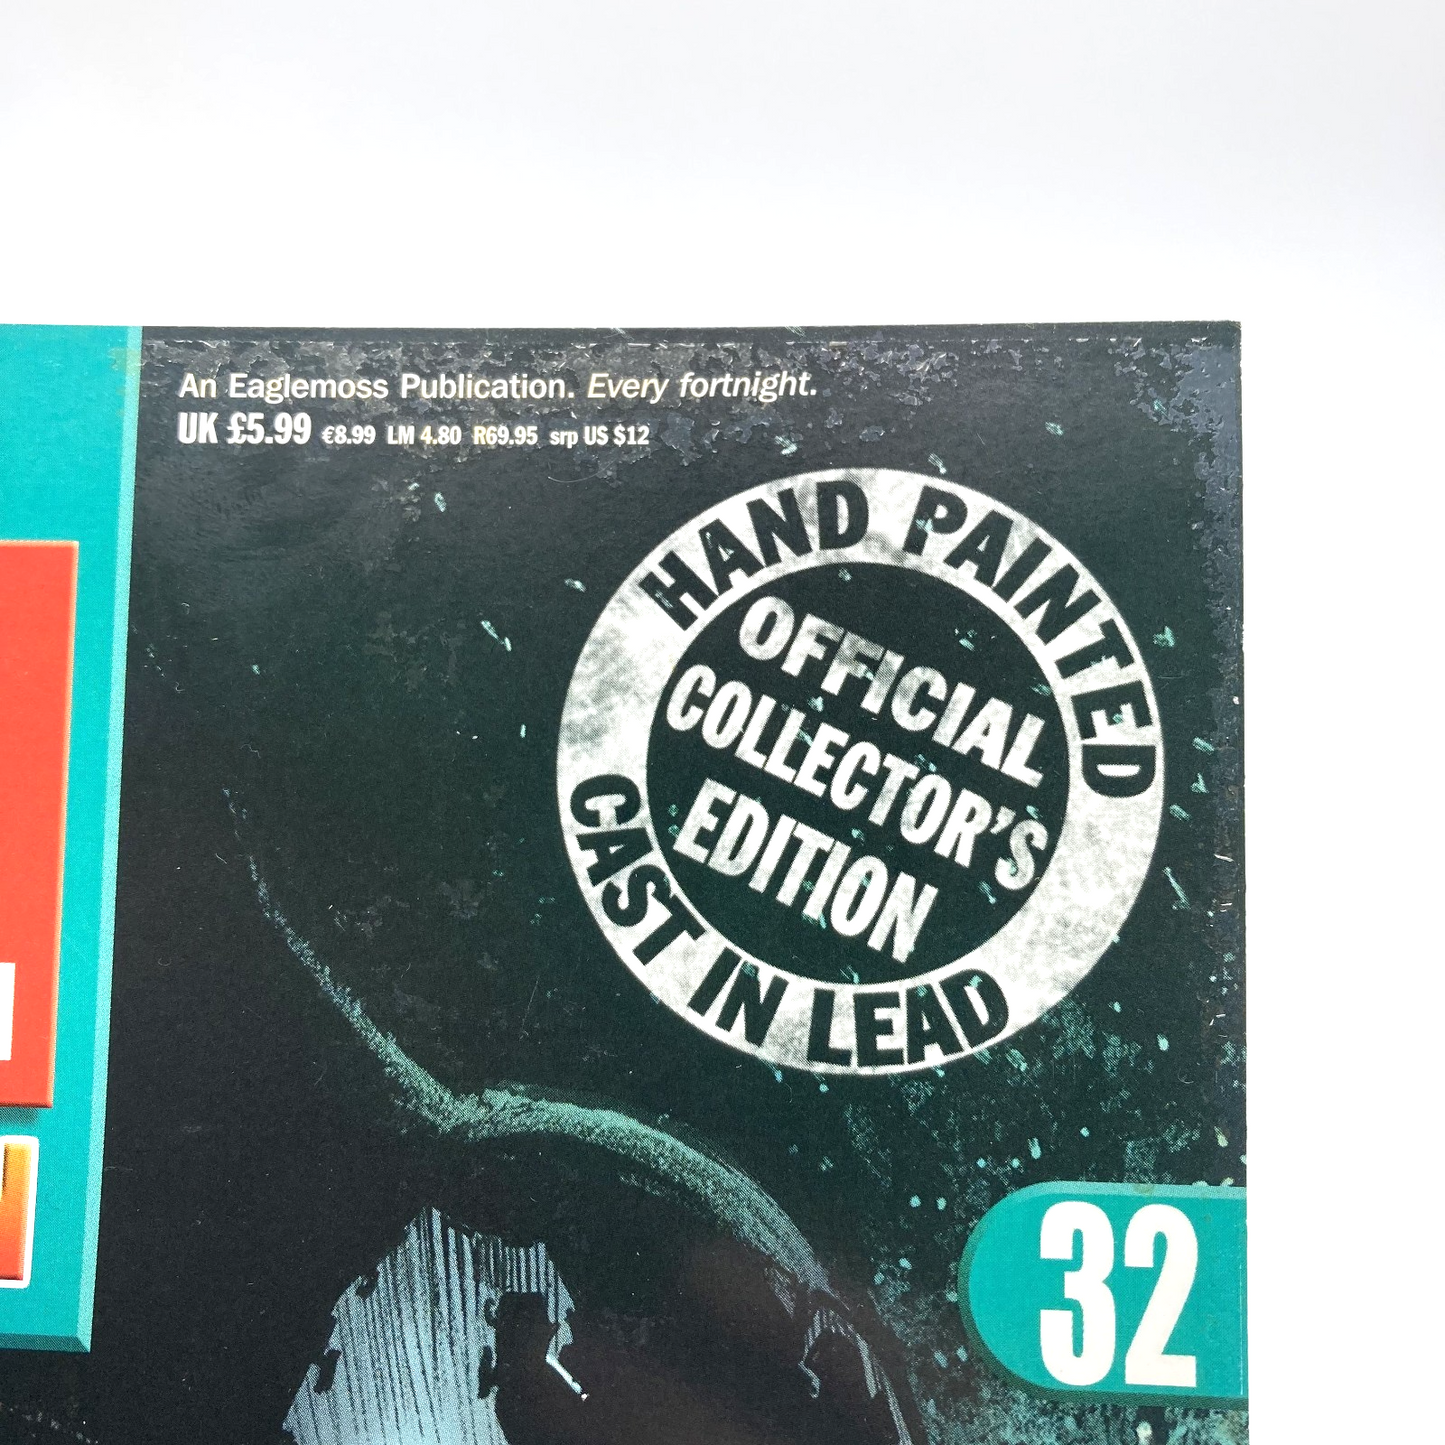 An Eaglemoss Publication. Every fortnight.
UK £5.99 €8.99 LM 4.80 R69.95 srp US $12
HAND PAINTED
OFFICIAL
COLLECTOR'S
EDITION
CAST IN LEAD
32